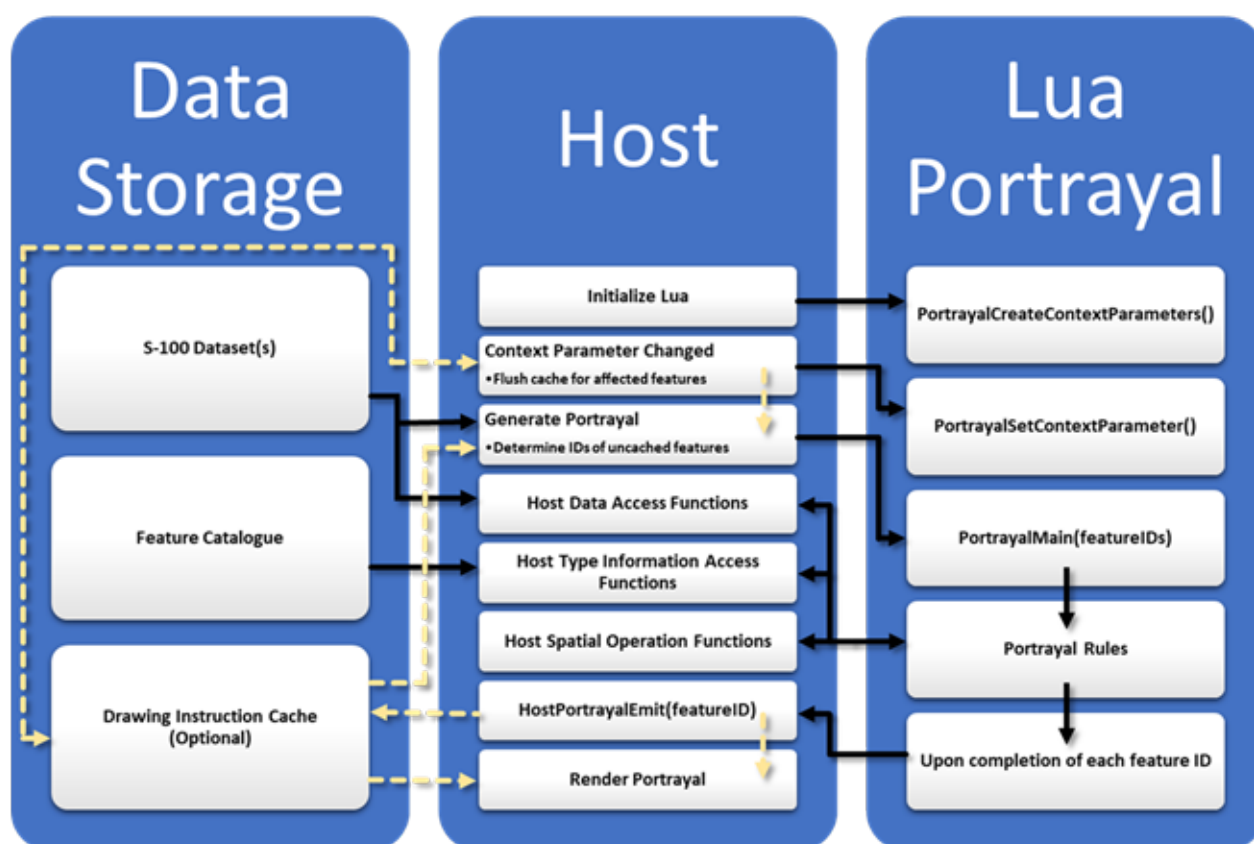 Data
Storage
S-100 Dataset(s)
Feature Catalogue
Drawing Instruction Cache
(Optional)
Host
Initialize Lua
Context Parameter Changed
•Flush cache for affected features
Generate Portrayal
•Determine IDs of uncached features
Host Data Access Functions
Host Type Information Access
Functions
Host Spatial Operation Functions
HostPortrayalEmit(featureID)
Render Portrayal
Lua
Portrayal
PortrayalCreateContextParameters()
PortrayalSetContextParameter()
PortrayalMain(featureIDs)
Portrayal Rules
Upon completion of each feature ID